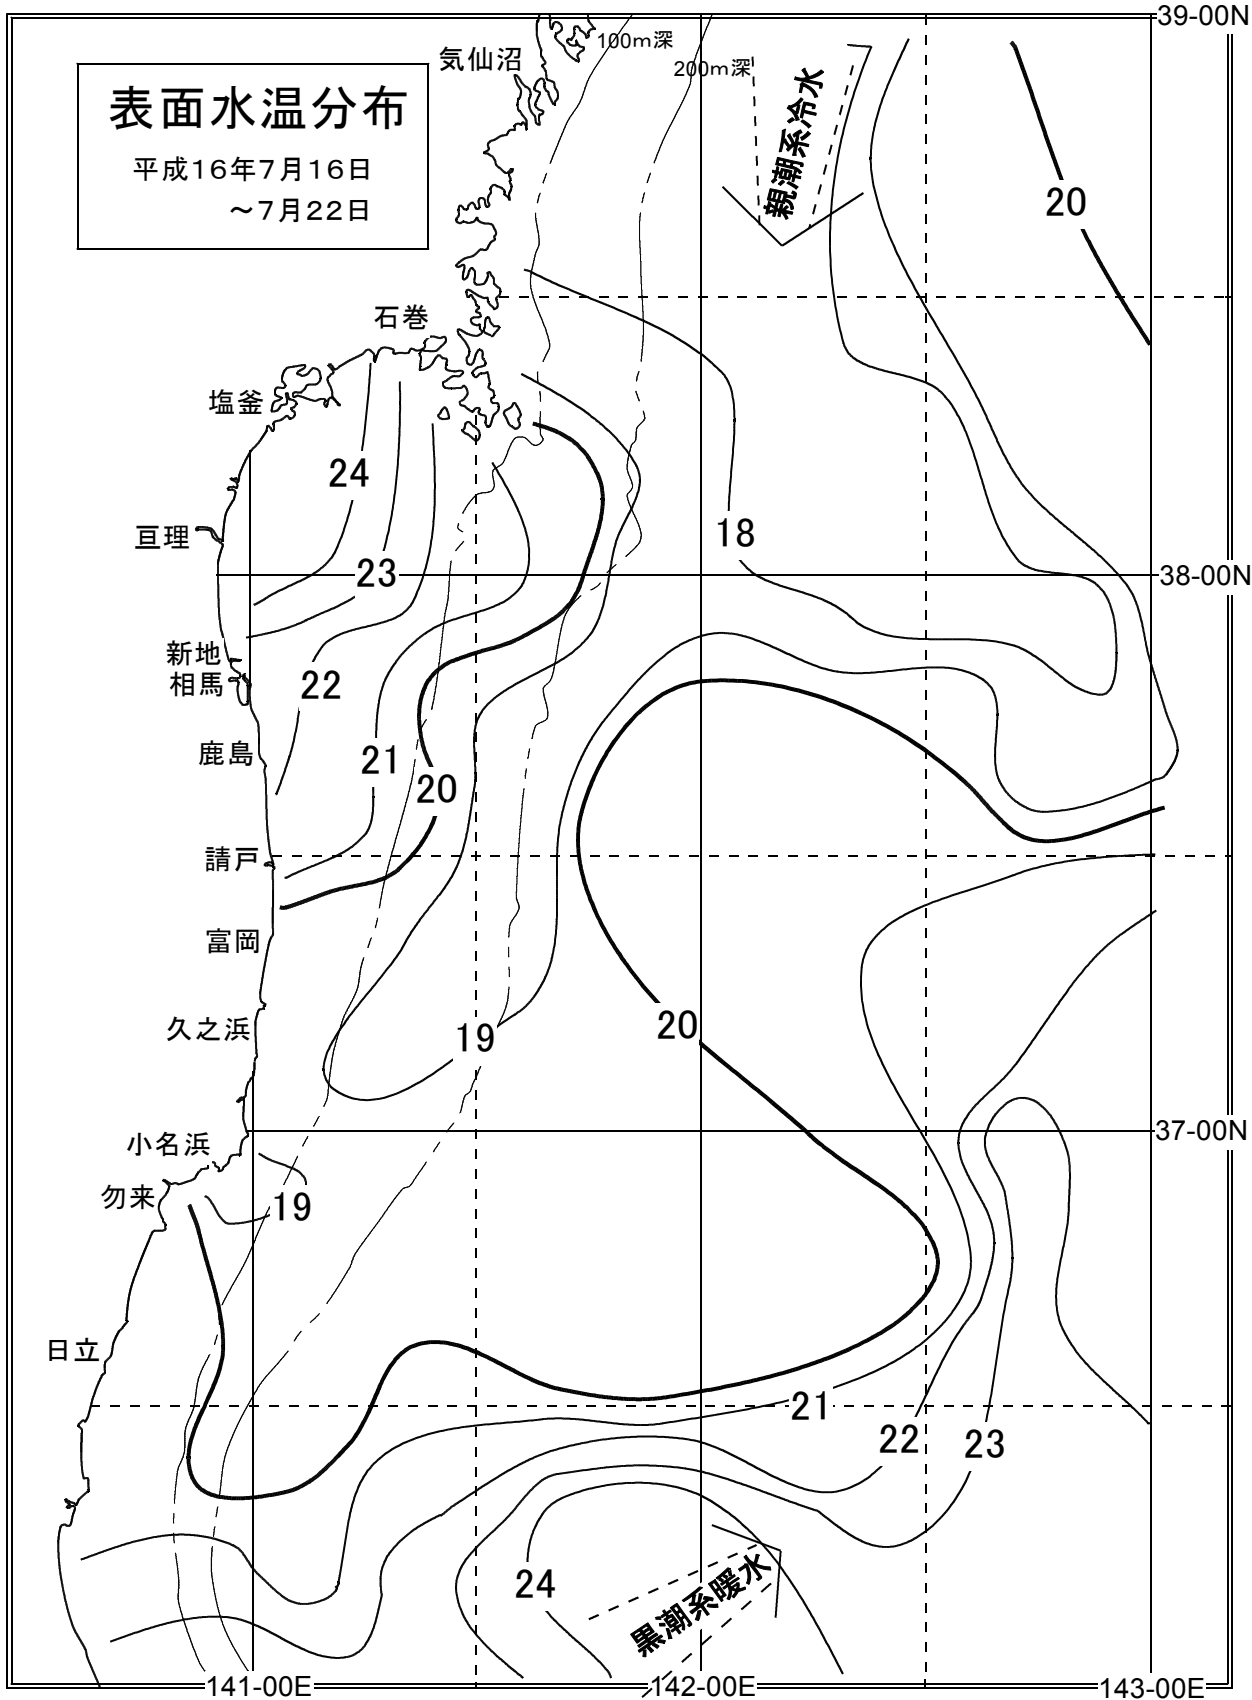 39-00N
気仙沼
100m深
200m深
表面水温分布
平成16年7月16日
～7月22日
親潮系冷水
20
石巻
塩釜
24
亘理
18
23
38-00N
新地
相馬
22
鹿島
21
20
請戸
富岡
久之浜
19
20
小名浜
37-00N
勿来
19
日立
21
22
23
24
黒潮系暖水
141-00E
142-00E
143-00E